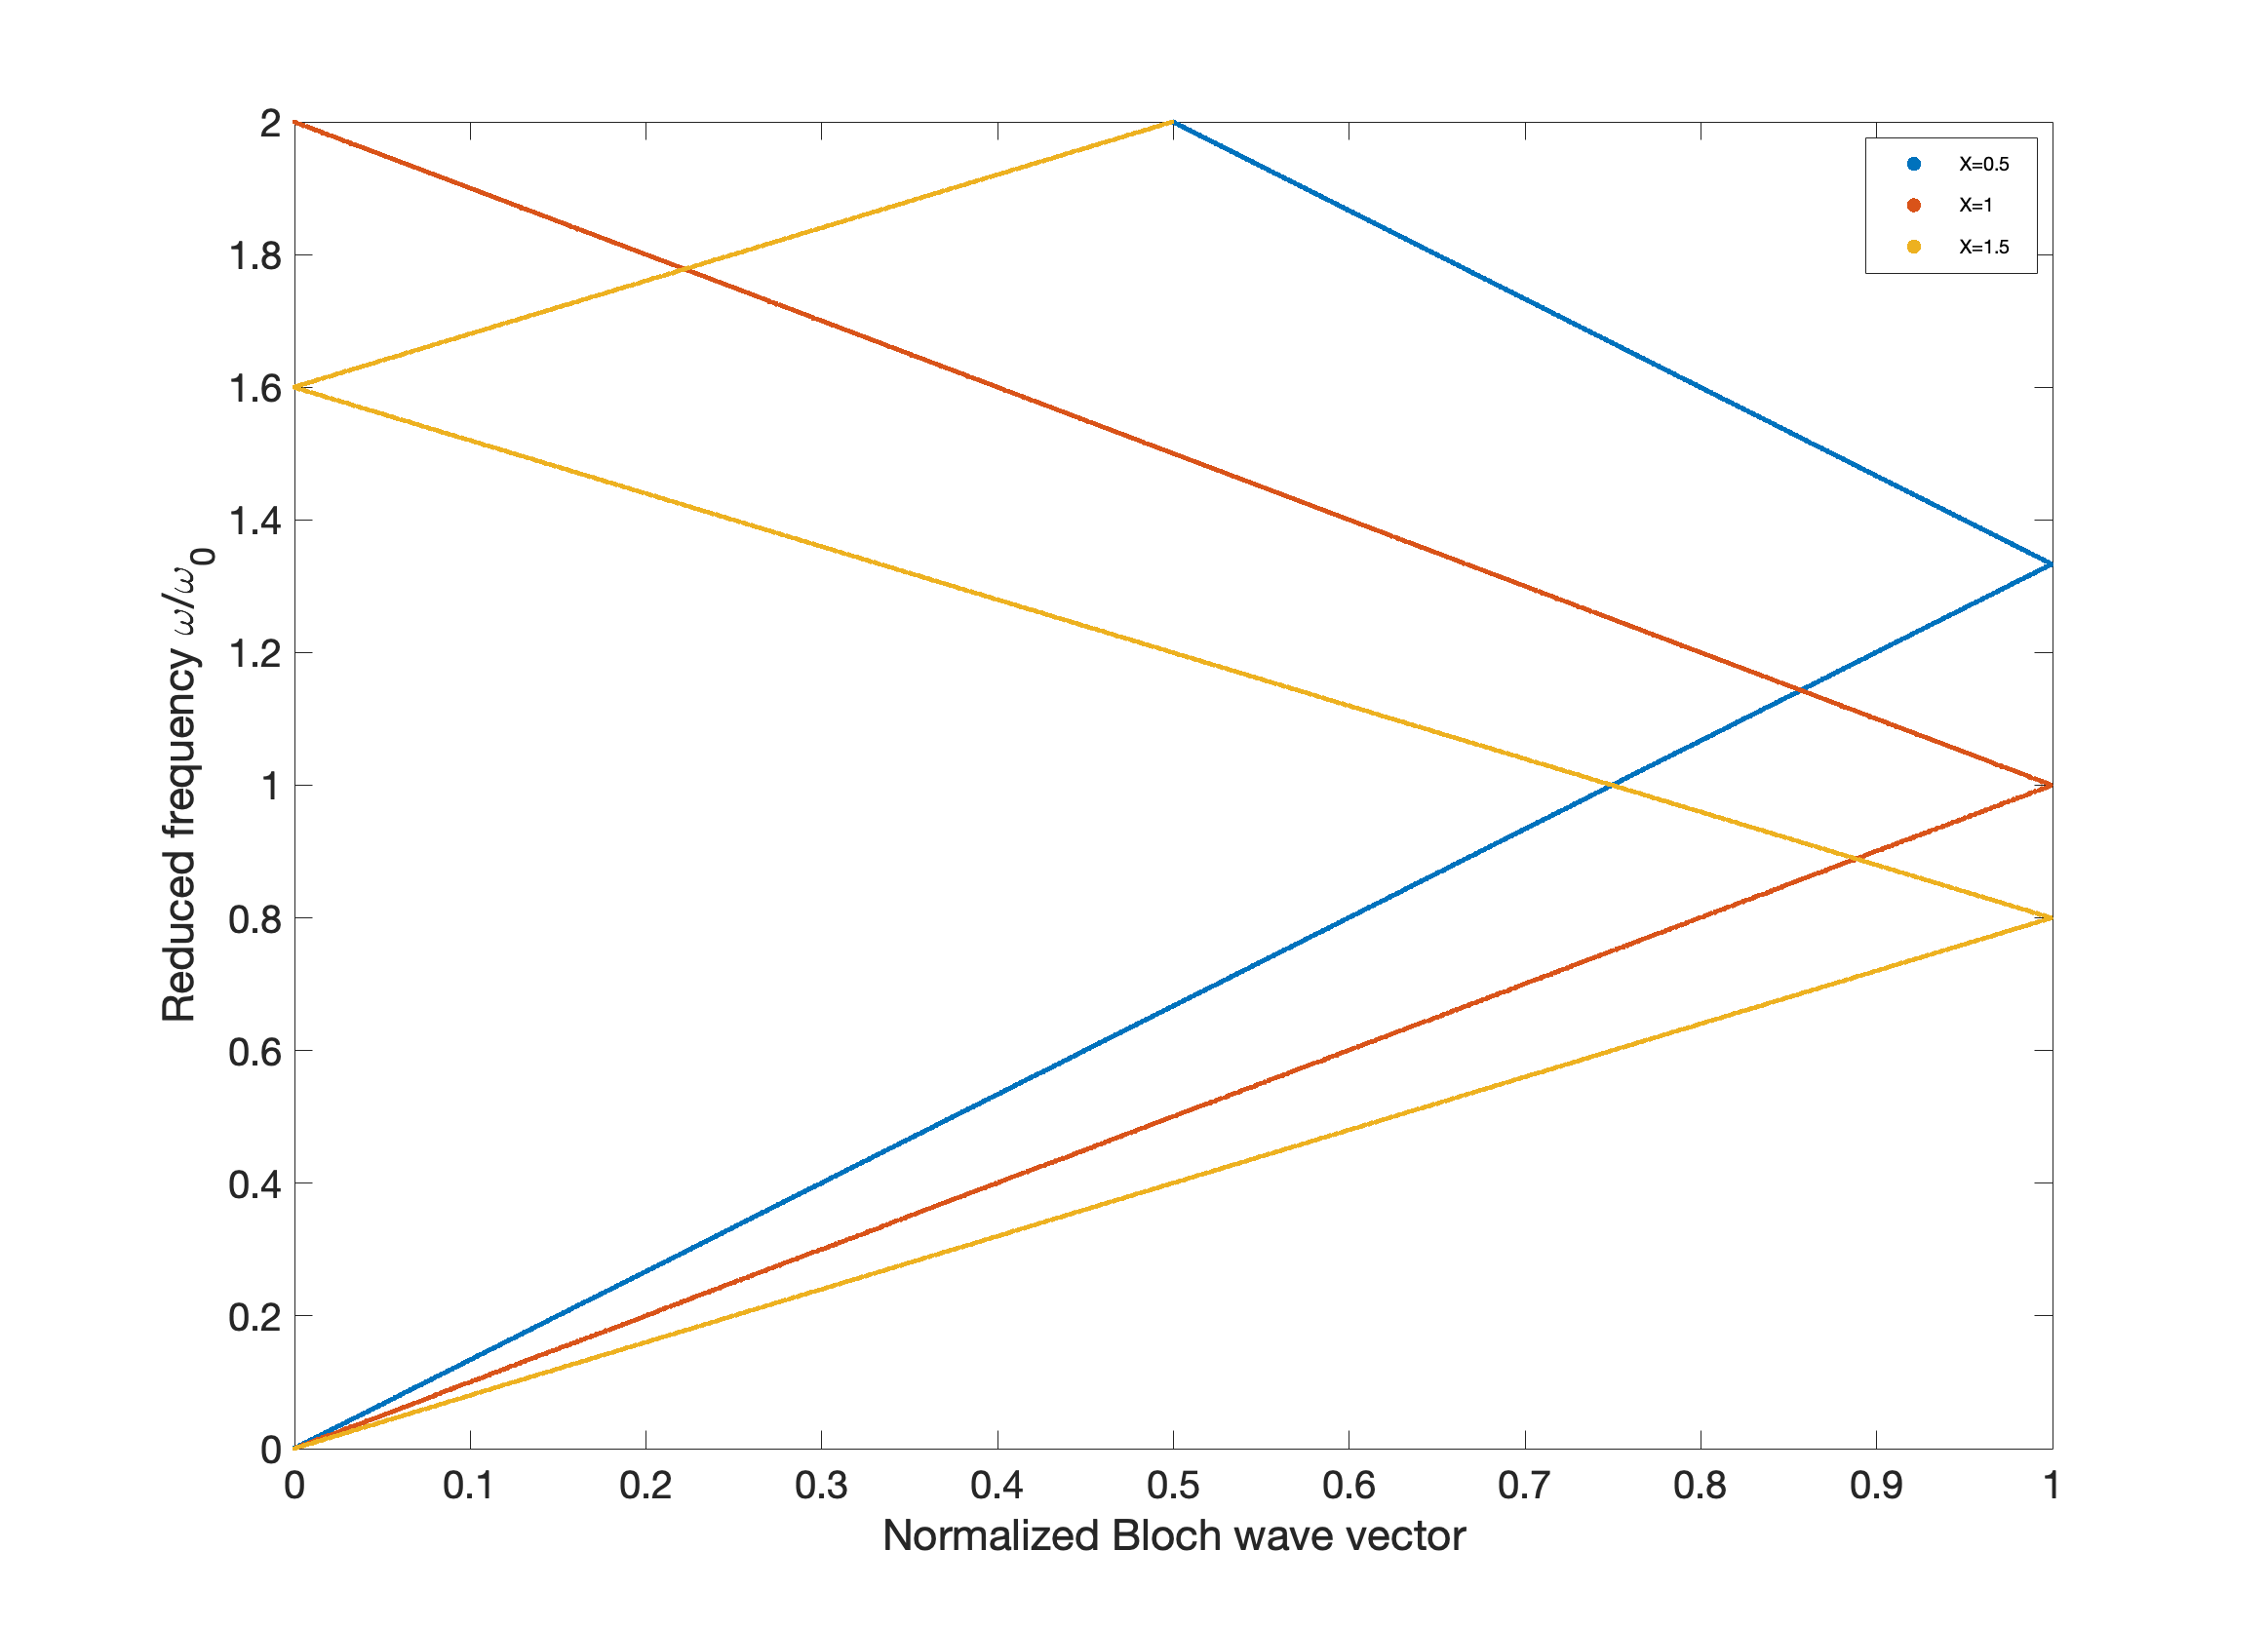 2
1.8
1.6
1.4
1.2
1
0.8
0.6
0.4
0.2
0
Reduced frequency ω/ω₀
X=0.5
X=1
X=1.5
0 0.1 0.2 0.3 0.4 0.5 0.6 0.7 0.8 0.9 1
Normalized Bloch wave vector